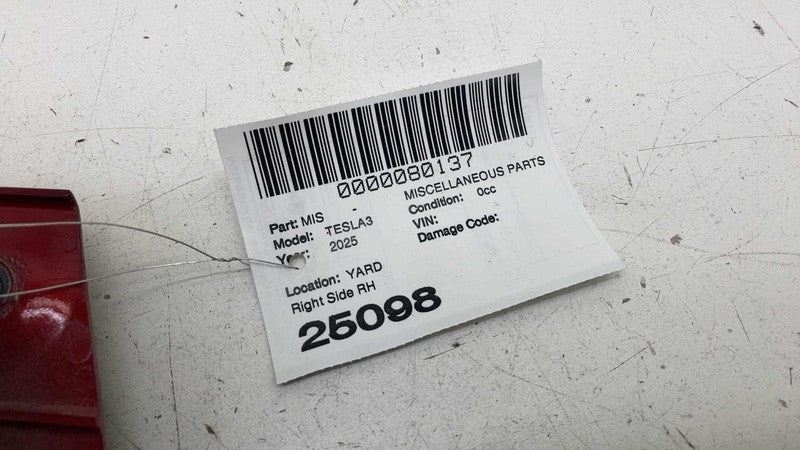 0000080137
Part: MIS - MISCELLANEOUS PARTS
Model: TESLA3 Condition: 0cc
2025 VIN:
Damage Code:
Location: YARD
Right Side RH
25098